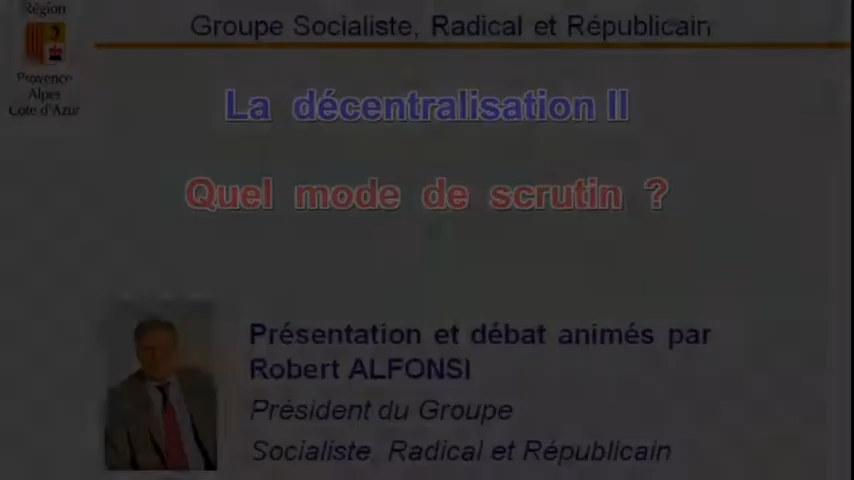 Région
Provence
Alpes
Côte d'Azur
Groupe Socialiste, Radical et Républicain
La décentralisation II
Quel mode de scrutin ?
Présentation et débat animés par
Robert ALFONSI
Président du Groupe
Socialiste, Radical et Républicain